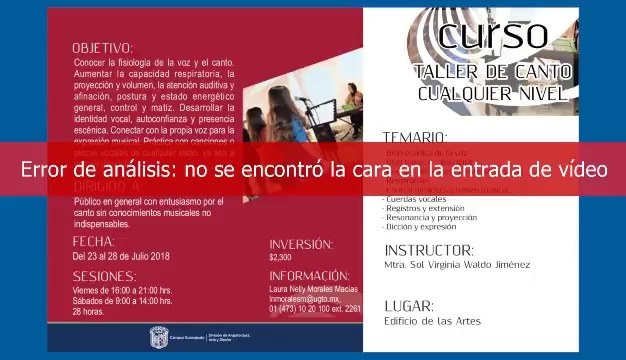 OBJETIVO:
Conocer la fisiología de la voz y el canto.
Aumentar la capacidad respiratoria, la
proyección y volumen, la atención auditiva y
afinación, postura y estado energético
general, control y matiz. Desarrollar la
identidad vocal, autoconfianza y presencia
escénica. Conectar con la propia voz para la
expresión musical. Práctica con canciones o
Error de análisis: no se encontró la cara en la entrada de vídeo
DIRIGIDO A
Público en general con entusiasmo por el
canto sin conocimientos musicales no
indispensables.
FECHA:
Del 23 al 28 de Julio 2018
SESIONES:
Viernes de 16:00 a 21:00 hrs.
Sábados de 9:00 a 14:00 hrs.
28 horas.
INVERSIÓN:
$2,300
INFORMACIÓN:
Laura Nelly Morales Macías
lnmoralesm@ugto.mx
01 (473) 10 20 100 ext. 2261
Campus Guanajuato
División de Arquitectura,
Arte y Diseño
curso
TALLER DE CANTO
CUALQUIER NIVEL
TEMARIO:
- Biomecánica de la voz
- Cuerdas vocales
- Registros y extensión
- Resonancia y proyección
- Dicción y expresión
INSTRUCTOR:
Mtra. Sol Virginia Waldo Jiménez
LUGAR:
Edificio de las Artes